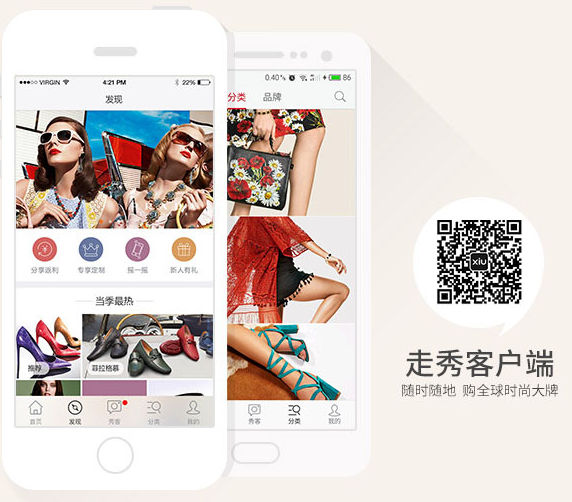 ●●●○○ VIRGIN
4:21 PM
22%
发现
分享返利
专享定制
摇一摇
新人有礼
当季最热
推荐
菲拉格慕
首页
发现
秀客
分类
我的
0.40%
86
分类
品牌
秀客
分类
我的
xiu
走秀客户端
随时随地 购全球时尚大牌